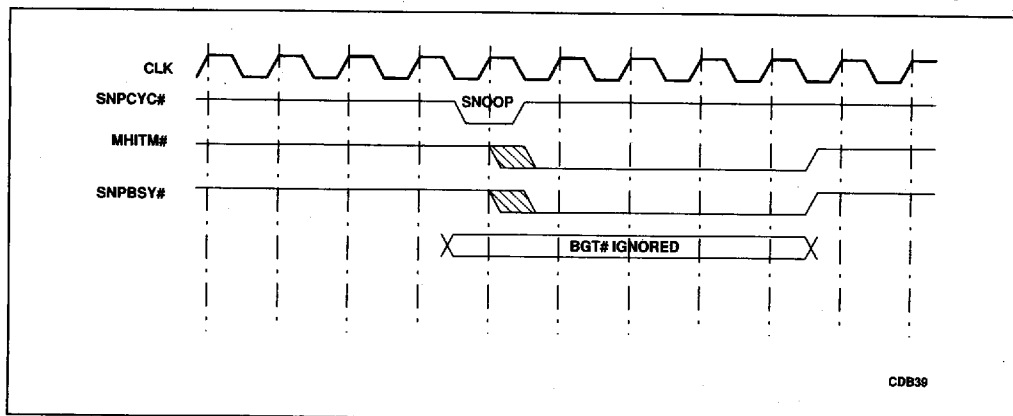 CLK
SNPCYC#
SNOOP
MHITM#
SNPBSY#
BGT# IGNORED
CDB39